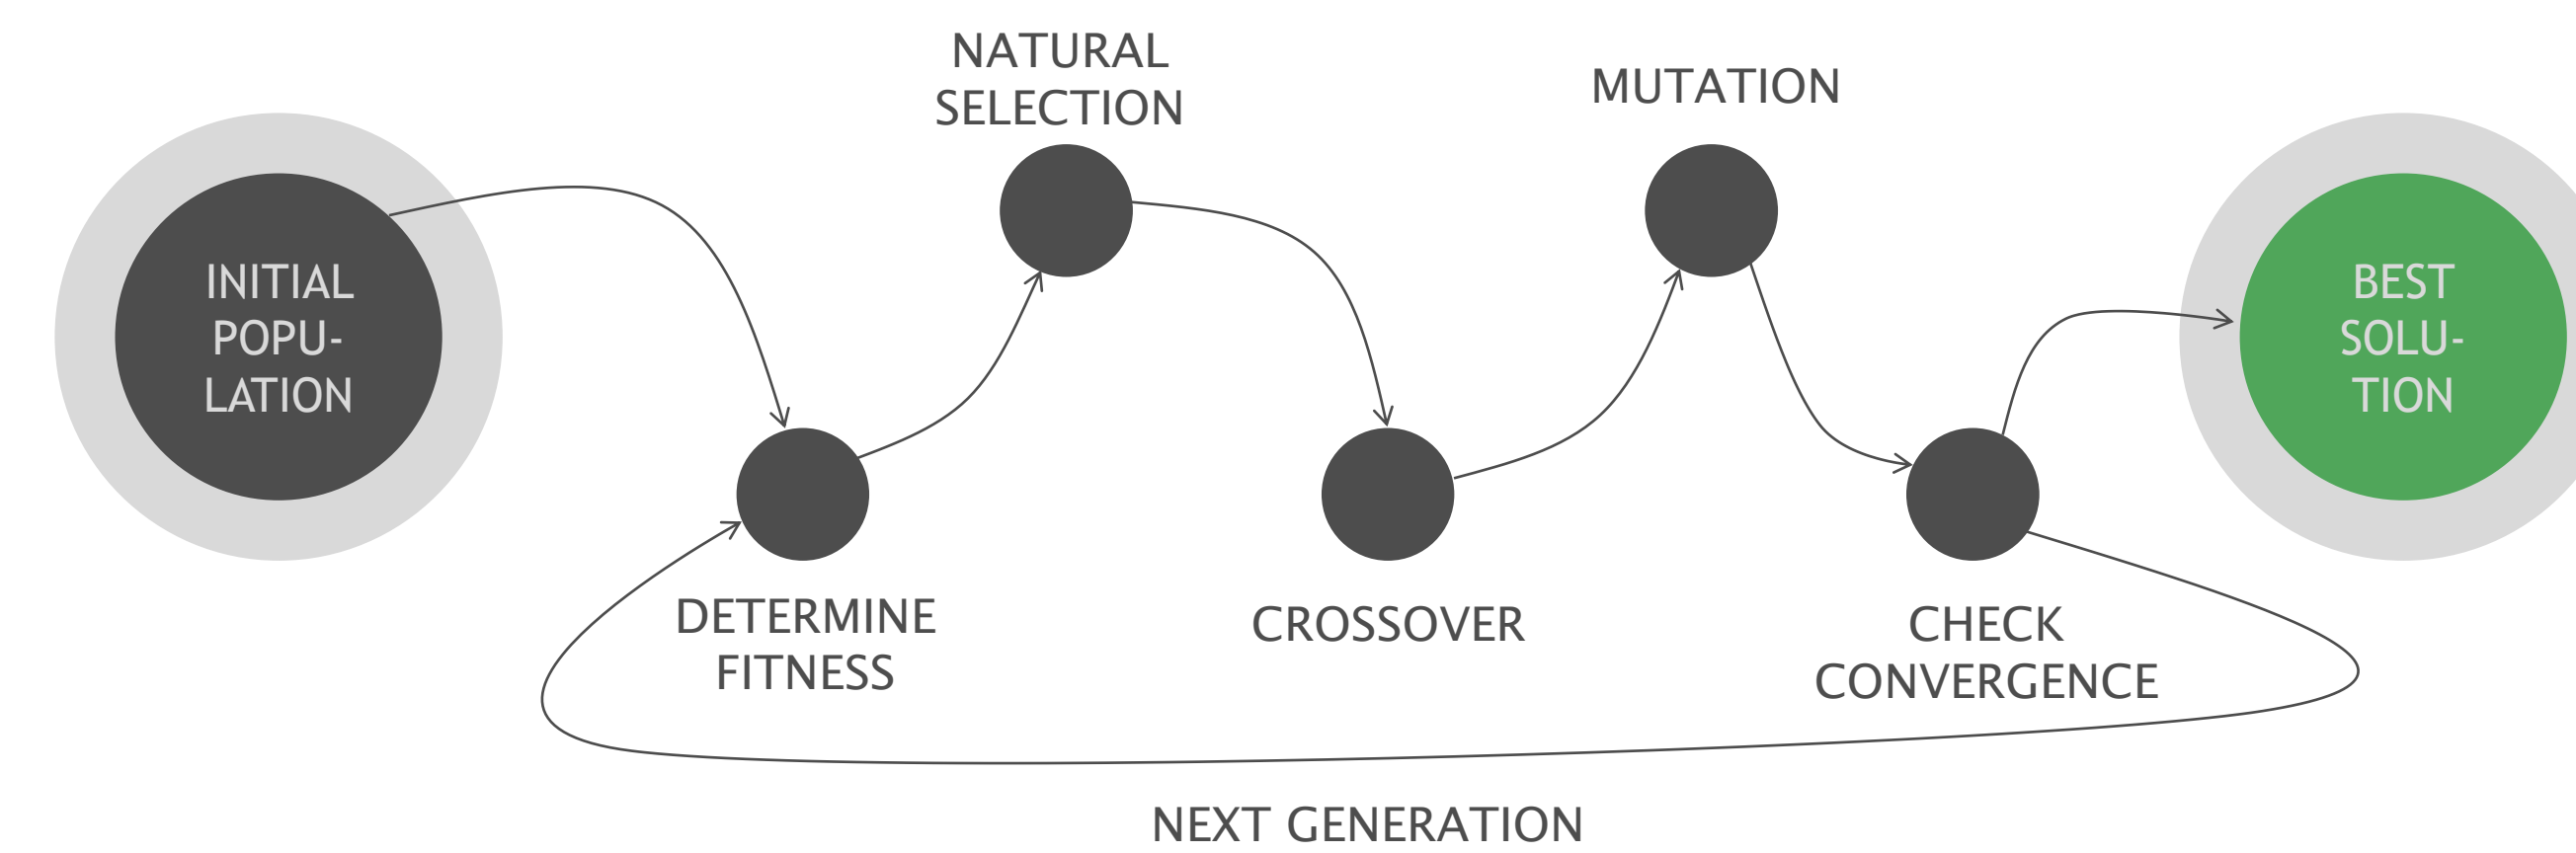 INITIAL
POPU-
LATION
DETERMINE
FITNESS
NATURAL
SELECTION
CROSSOVER
MUTATION
CHECK
CONVERGENCE
BEST
SOLU-
TION
NEXT GENERATION